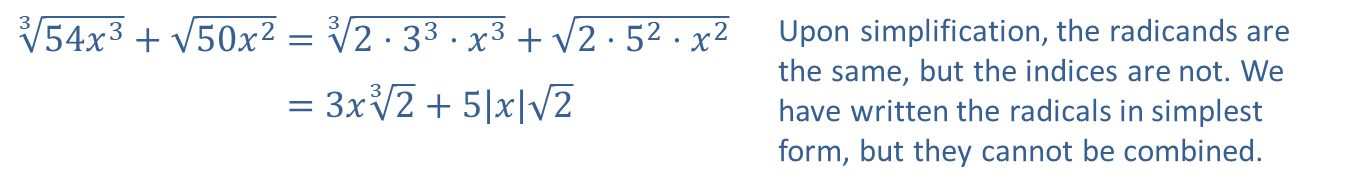 ∛54x³ + √50x² = ∛2 · 3³ · x³ + √2 · 5² · x²
= 3x∛2 + 5|x|√2
Upon simplification, the radicands are
the same, but the indices are not. We
have written the radicals in simplest
form, but they cannot be combined.